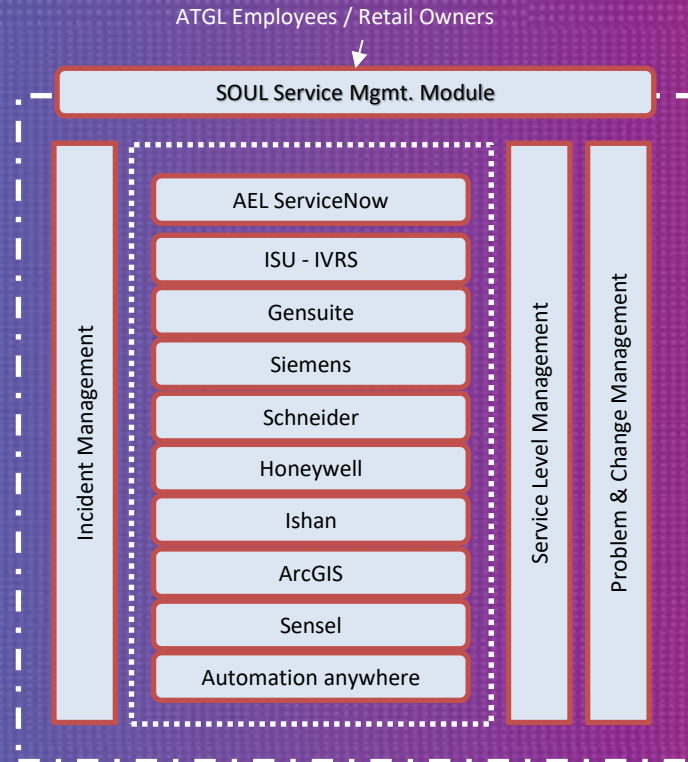 ATGL Employees / Retail Owners
SOUL Service Mgmt. Module
Incident Management
AEL ServiceNow
ISU - IVRS
Gensuite
Siemens
Schneider
Honeywell
Ishan
ArcGIS
Sensel
Automation anywhere
Service Level Management
Problem & Change Management